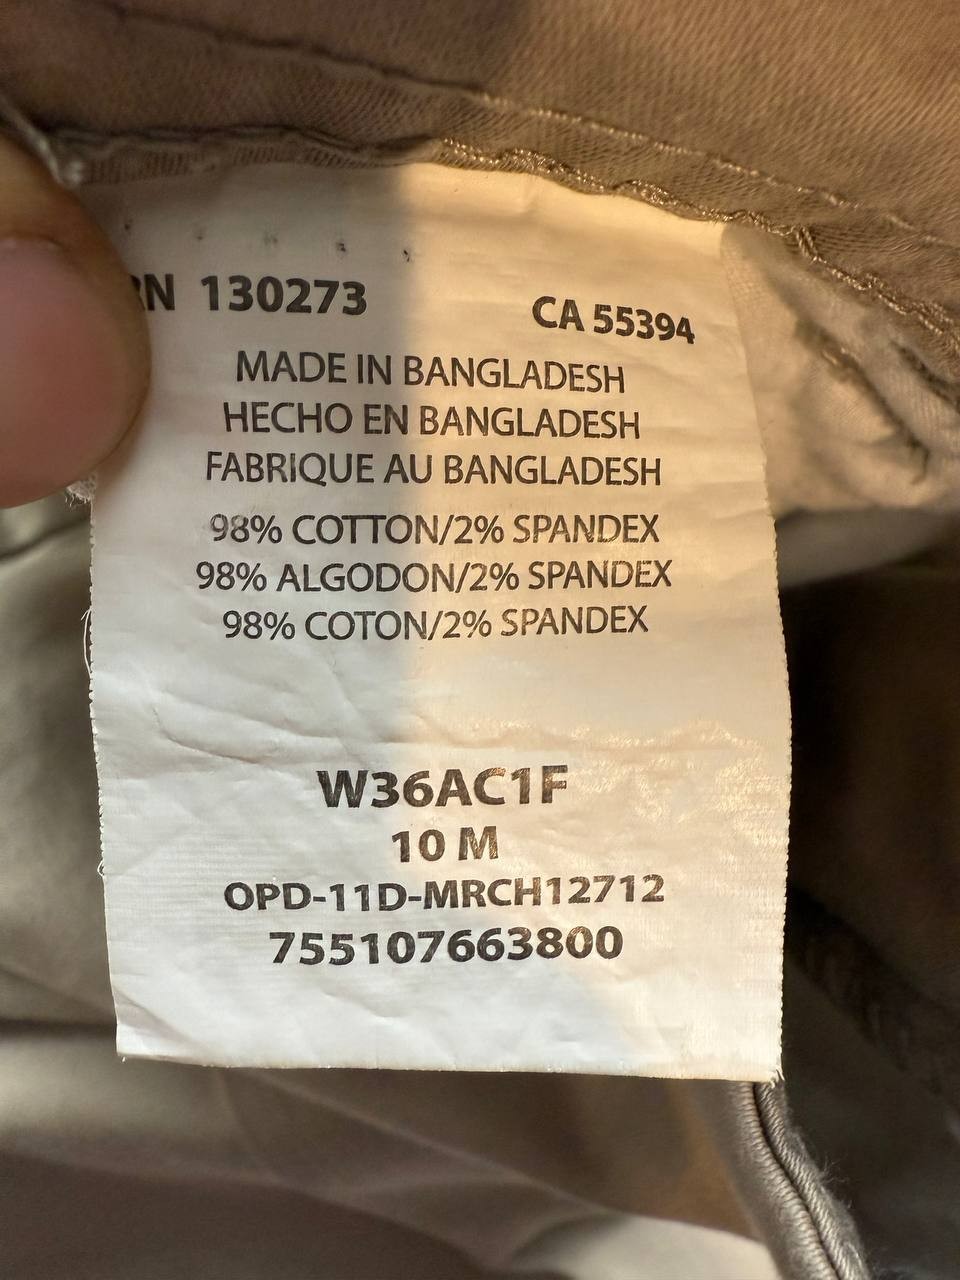 RN 130273 CA 55394
MADE IN BANGLADESH
HECHO EN BANGLADESH
FABRIQUE AU BANGLADESH
98% COTTON/2% SPANDEX
98% ALGODON/2% SPANDEX
98% COTON/2% SPANDEX
W36AC1F
10 M
OPD-11D-MRCH12712
755107663800